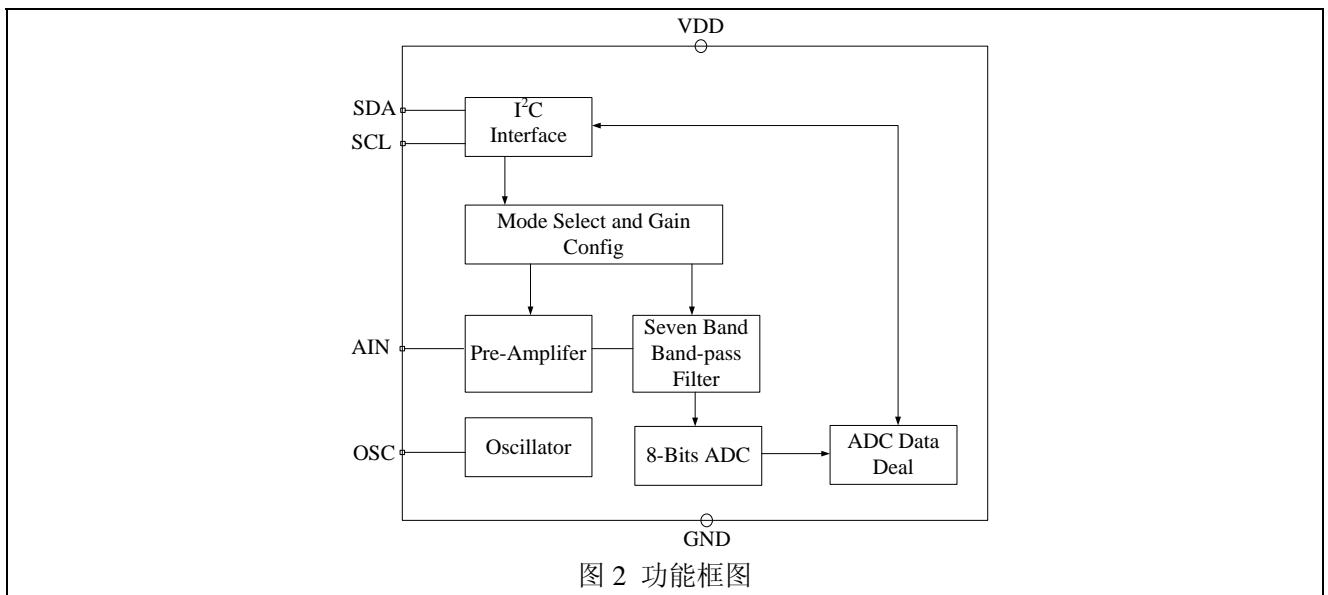 VDD
SDA
I²C
Interface
SCL
Mode Select and Gain
Config
AIN
Pre-Amplifer
Seven Band
Band-pass
Filter
OSC
Oscillator
8-Bits ADC
ADC Data
Deal
GND
图 2 功能框图